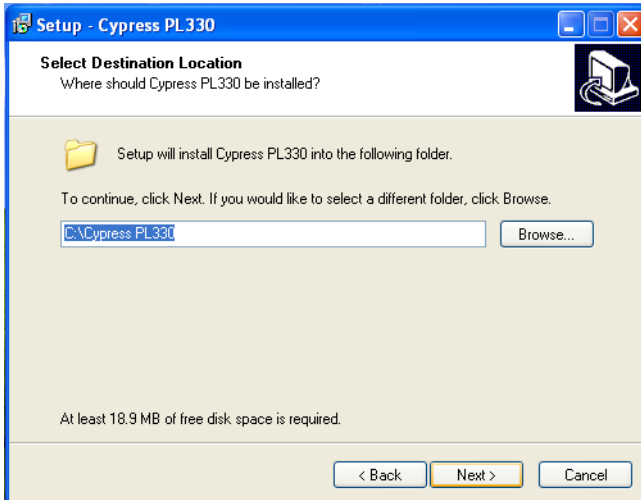 Setup - Cypress PL330
Select Destination Location
Where should Cypress PL330 be installed?
Setup will install Cypress PL330 into the following folder.
To continue, click Next. If you would like to select a different folder, click Browse.
C:\Cypress PL330
Browse...
At least 18.9 MB of free disk space is required.
< Back
Next >
Cancel